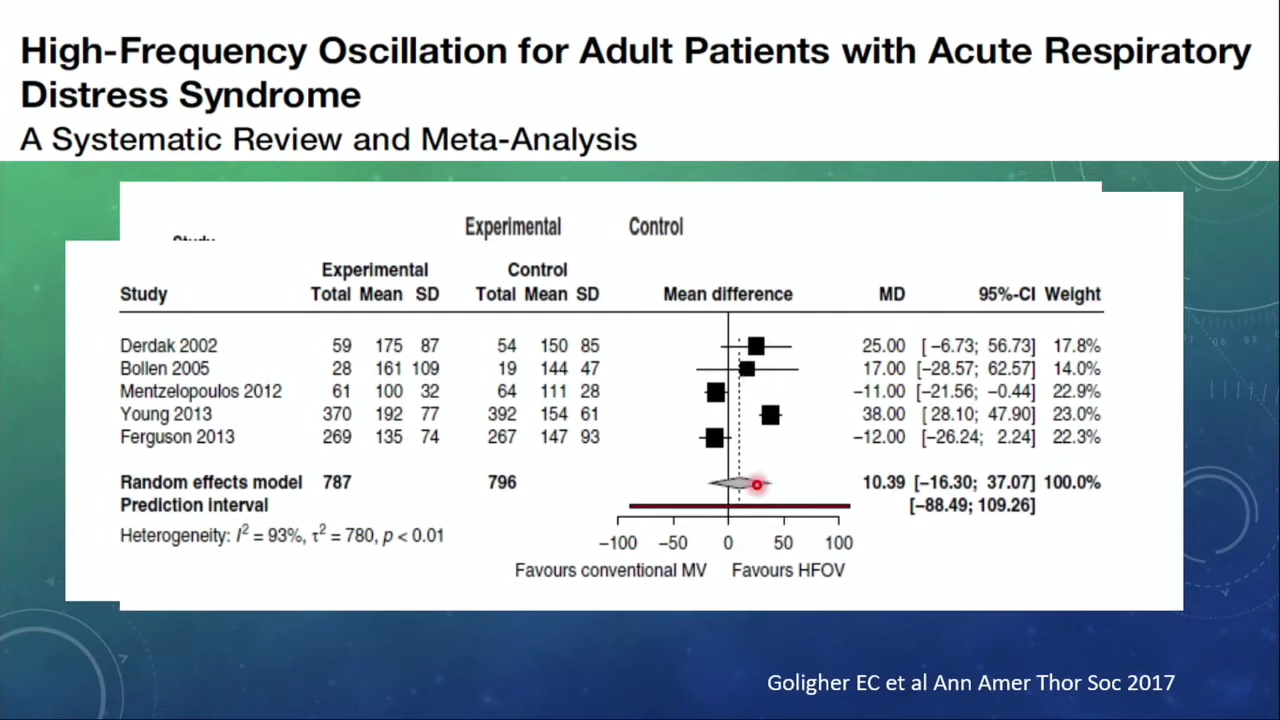 High-Frequency Oscillation for Adult Patients with Acute Respiratory
Distress Syndrome
A Systematic Review and Meta-Analysis
Experimental Control
Experimental Control
Study Total Mean SD Total Mean SD Mean difference MD 95%-CI Weight
Derdak 2002 59 175 87 54 150 85 25.00 [ −6.73; 56.73] 17.8%
Bollen 2005 28 161 109 19 144 47 17.00 [−28.57; 62.57] 14.0%
Mentzelopoulos 2012 61 100 32 64 111 28 −11.00 [−21.56; −0.44] 22.9%
Young 2013 370 192 77 392 154 61 38.00 [ 28.10; 47.90] 23.0%
Ferguson 2013 269 135 74 267 147 93 −12.00 [−26.24; 2.24] 22.3%
Random effects model 787 796 10.39 [−16.30; 37.07] 100.0%
Prediction interval [−88.49; 109.26]
Heterogeneity: I² = 93%, τ² = 780, p < 0.01
−100 −50 0 50 100
Favours conventional MV Favours HFOV
Goligher EC et al Ann Amer Thor Soc 2017